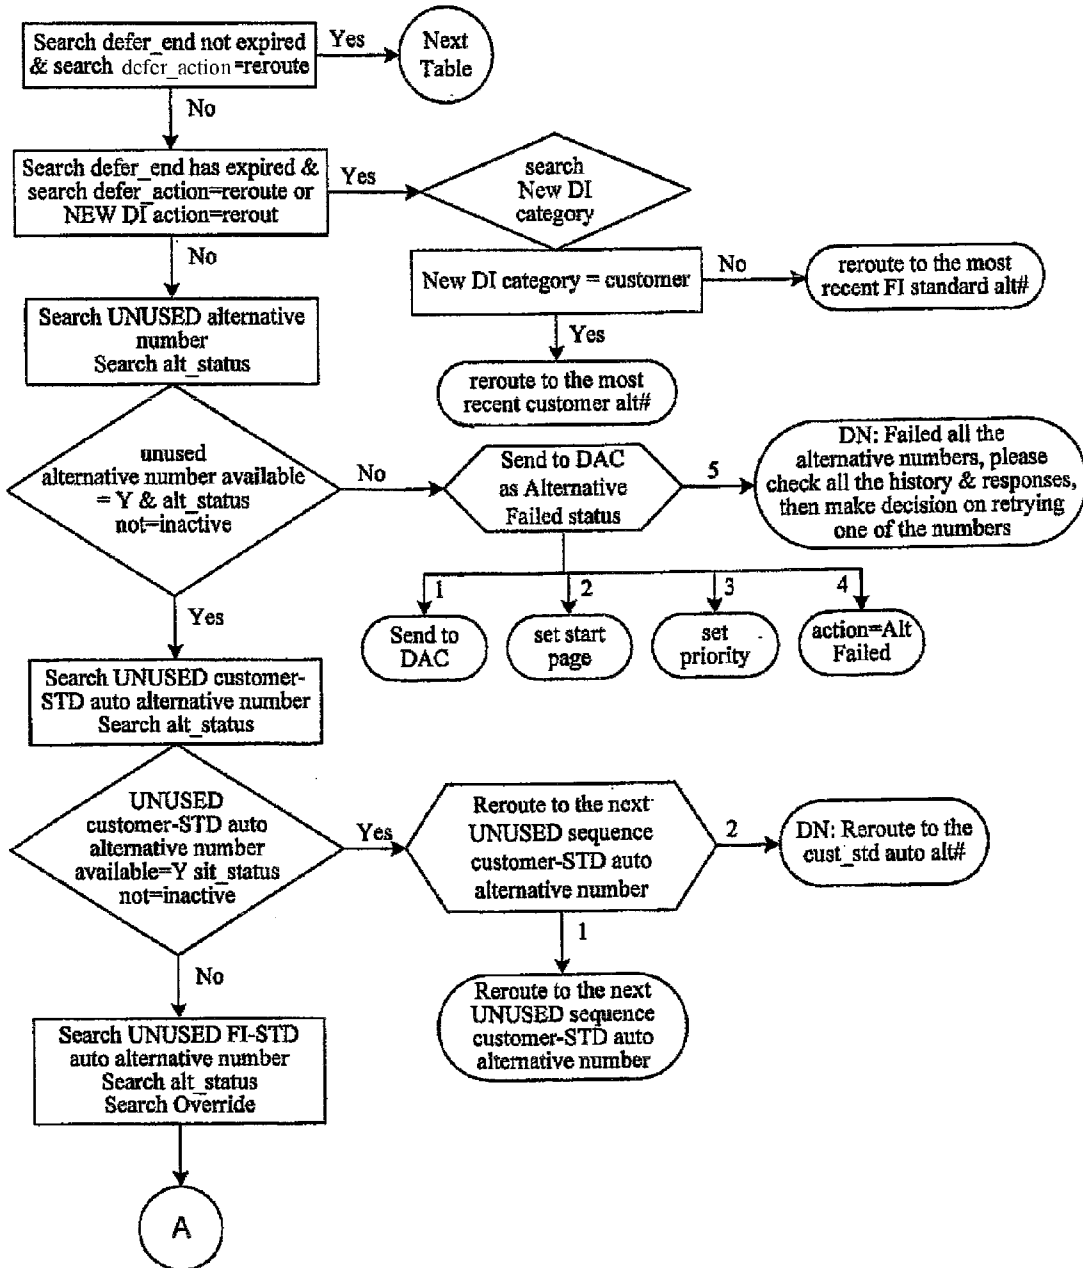 Search defer_end not expired
& search defer_action=reroute
Yes
Next
Table
No
Search defer_end has expired &
search defer_action=reroute or
NEW DI action=rerout
Yes
search
New DI
category
No
New DI category = customer
No
reroute to the most
recent FI standard alt#
Yes
reroute to the most
recent customer alt#
Search UNUSED alternative
number
Search alt_status
unused
alternative number available
= Y & alt_status
not=inactive
No
Send to DAC
as Alternative
Failed status
5
DN: Failed all the
alternative numbers, please
check all the history & responses,
then make decision on retrying
one of the numbers
1
2
3
4
Send to
DAC
set start
page
set
priority
action=Alt
Failed
Yes
Search UNUSED customer-
STD auto alternative number
Search alt_status
UNUSED
customer-STD auto
alternative number
available=Y sit_status
not=inactive
Yes
Reroute to the next
UNUSED sequence
customer-STD auto
alternative number
2
DN: Reroute to the
cust_std auto alt#
1
Reroute to the next
UNUSED sequence
customer-STD auto
alternative number
No
Search UNUSED FI-STD
auto alternative number
Search alt_status
Search Override
A